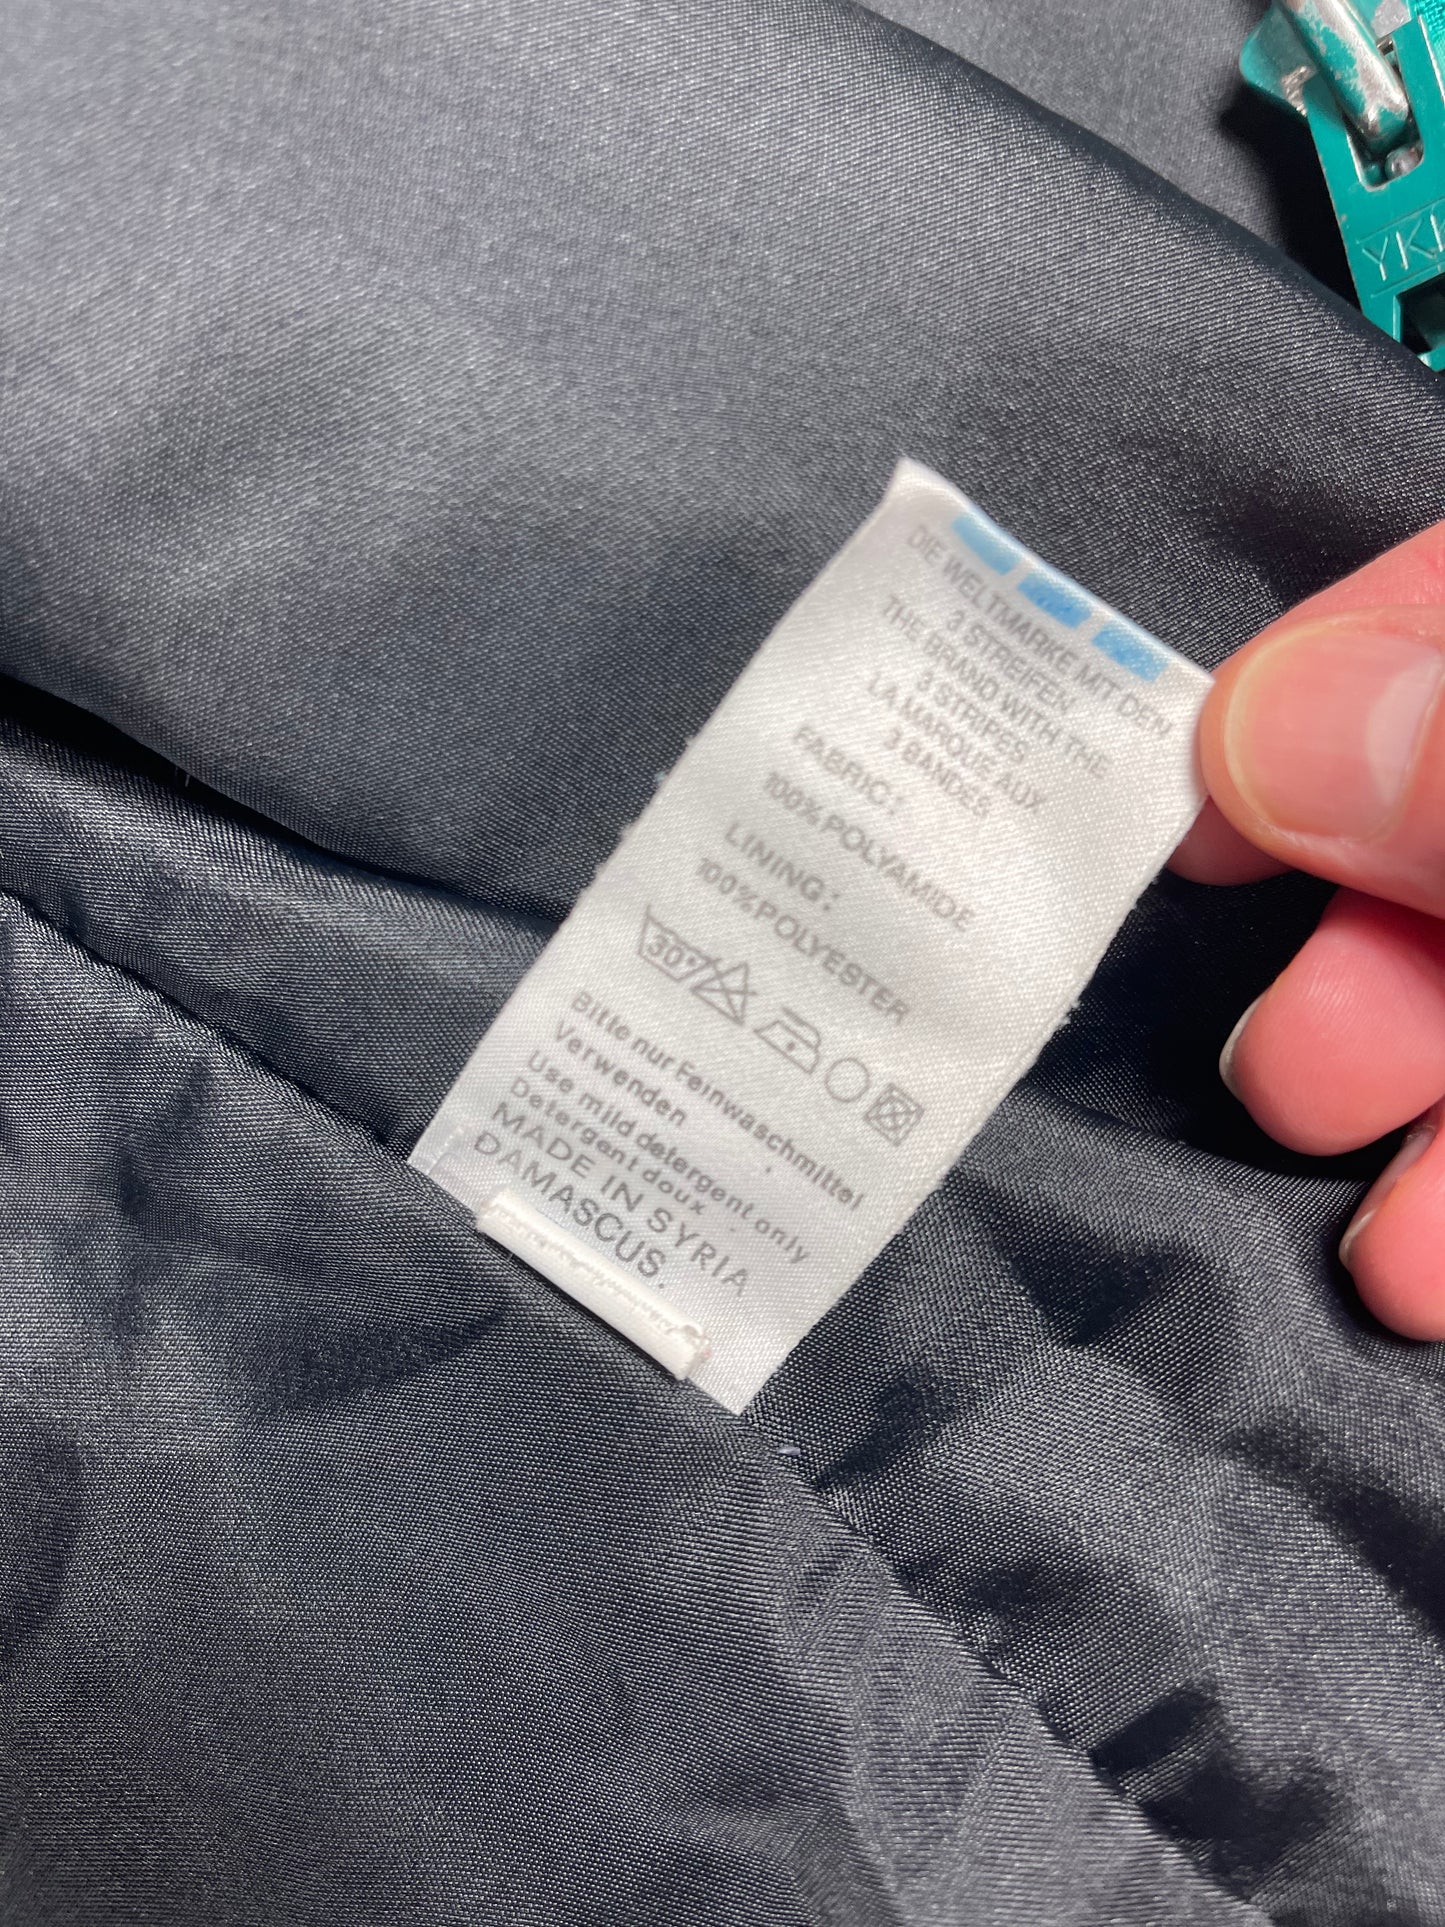 YKK
DIE WELTMARKE MIT DEN
3 STREIFEN
THE BRAND WITH THE
3 STRIPES
LA MARQUE AUX
3 BANDES
FABRIC:
100% POLYAMIDE
LINING:
100% POLYESTER
30°
Bitte nur Feinwaschmittel
Verwenden
Use mild detergent only
Detergent doux
MADE IN SYRIA
DAMASCUS.